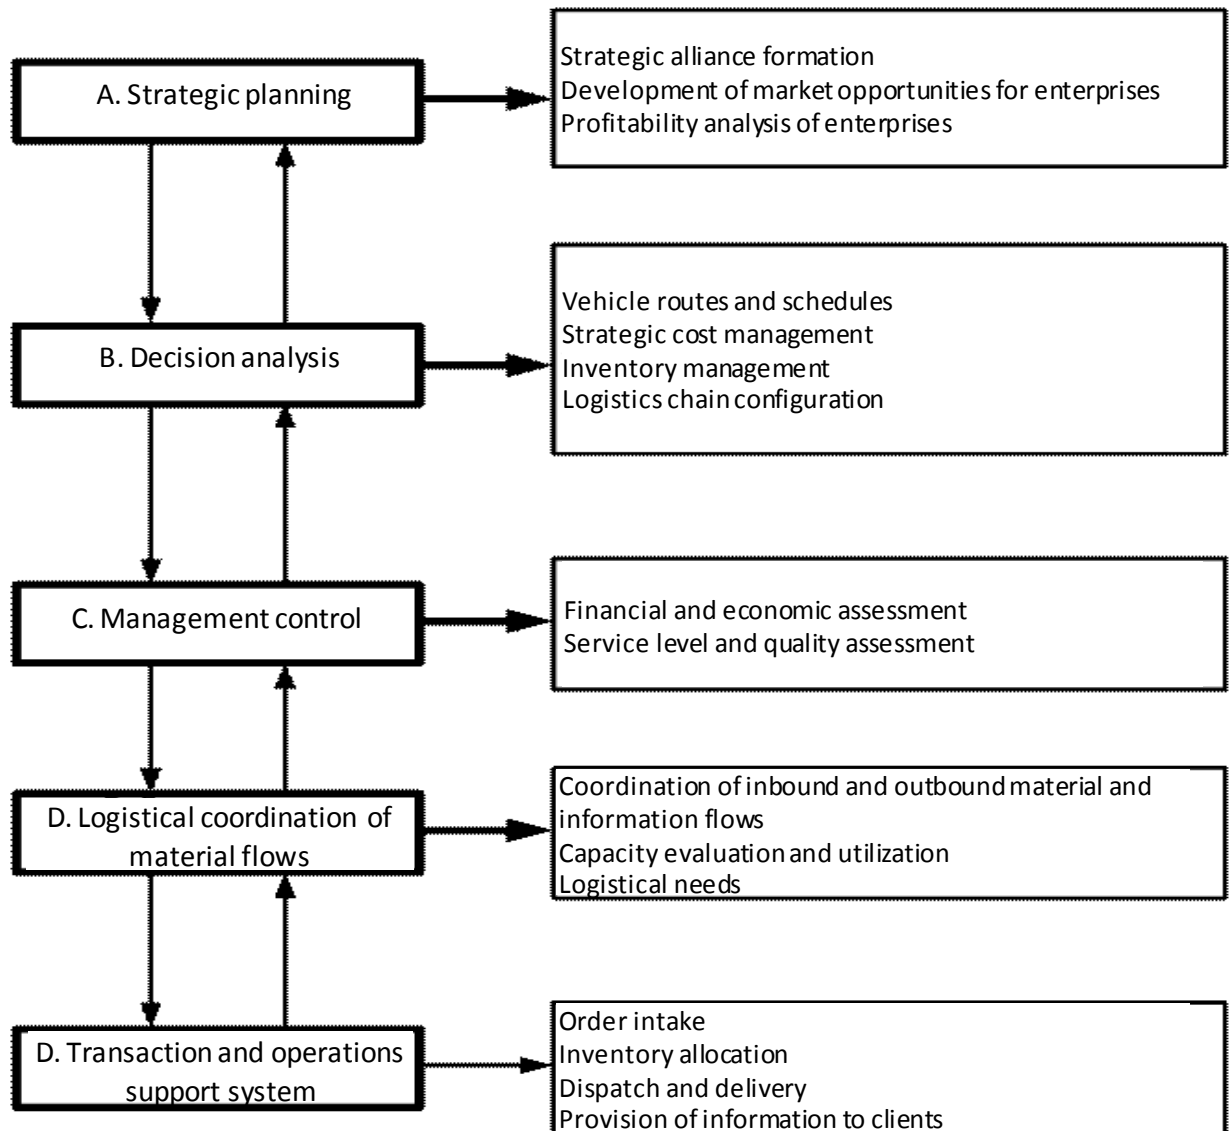 A. Strategic planning
Strategic alliance formation
Development of market opportunities for enterprises
Profitability analysis of enterprises
B. Decision analysis
Vehicle routes and schedules
Strategic cost management
Inventory management
Logistics chain configuration
C. Management control
Financial and economic assessment
Service level and quality assessment
D. Logistical coordination of
material flows
Coordination of inbound and outbound material and
information flows
Capacity evaluation and utilization
Logistical needs
D. Transaction and operations
support system
Order intake
Inventory allocation
Dispatch and delivery
Provision of information to clients